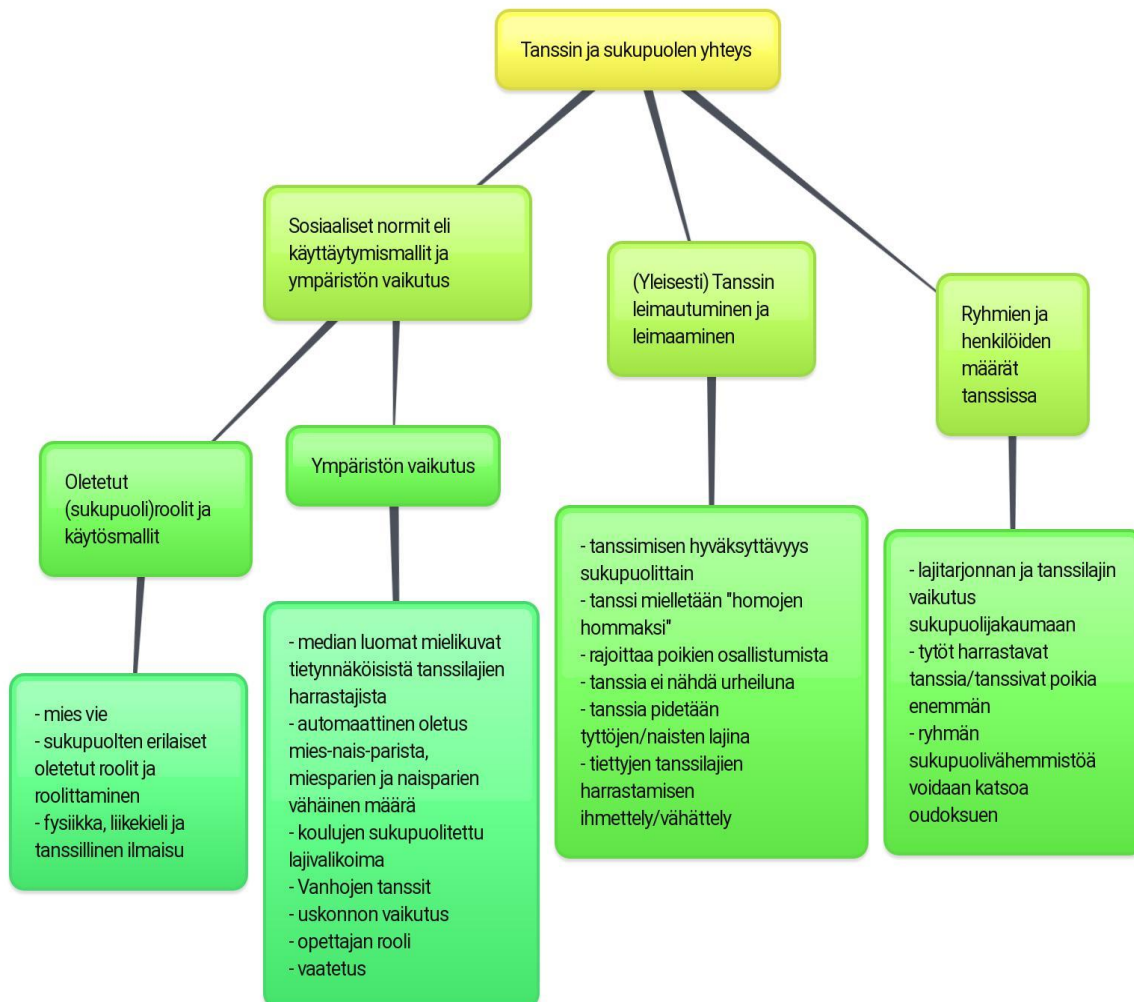 Tanssin ja sukupuolen yhteys
Sosiaaliset normit eli
käyttäytymismallit ja
ympäristön vaikutus
(Yleisesti) Tanssin
leimautuminen ja
leimaaminen
Ryhmien ja
henkilöiden
määrät
tanssissa
Oletetut
(sukupuoli)roolit ja
käytösmallit
Ympäristön vaikutus
- mies vie
- sukupuolten erilaiset
oletetut roolit ja
roolittaminen
- fysiikka, liikekieli ja
tanssillinen ilmaisu
- median luomat mielikuvat
tietynnäköisistä tanssilajien
harrastajista
- automaattinen oletus
mies-nais-parista,
miesparien ja naisparien
vähäinen määrä
- koulujen sukupuolitettu
lajivalikoima
- Vanhojen tanssit
- uskonnon vaikutus
- opettajan rooli
- vaatetus
- tanssimisen hyväksyttävyys
sukupuolittain
- tanssi mielletään "homojen
hommaksi"
- rajoittaa poikien osallistumista
- tanssia ei nähdä urheiluna
- tanssia pidetään
tyttöjen/naisten lajina
- tiettyjen tanssilajien
harrastamisen
ihmettely/vähättely
- lajitarjonnan ja tanssilajin
vaikutus
sukupuolijakaumaan
- tytöt harrastavat
tanssia/tanssivat poikia
enemmän
- ryhmän
sukupuolivähemmistöä
voidaan katsoa
oudoksuen